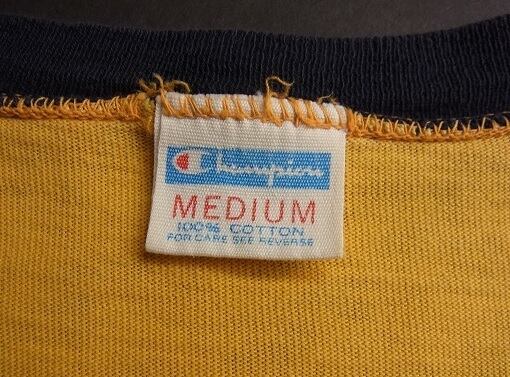 Champion
MEDIUM
100% COTTON
FOR CARE SEE REVERSE